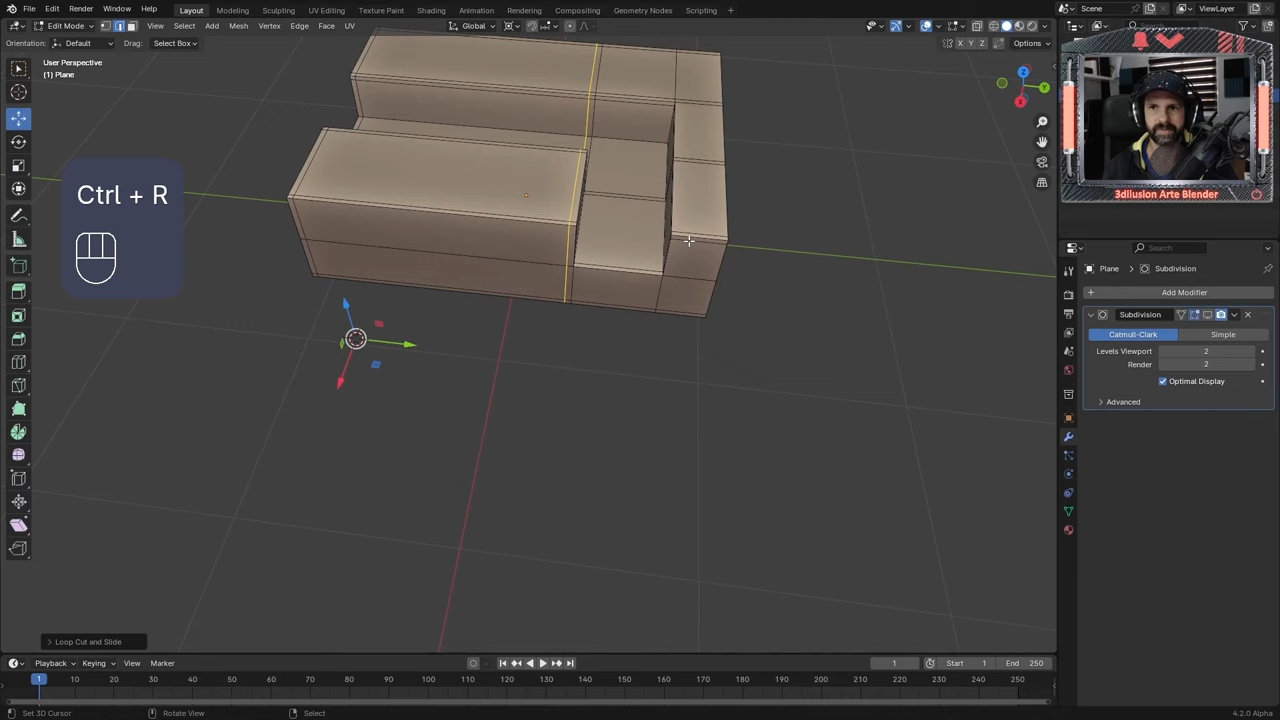 File Edit Render Window Help
Layout Modeling Sculpting UV Editing Texture Paint Shading Animation Rendering Compositing Geometry Nodes Scripting +
Scene
ViewLayer
Edit Mode
View Select Add Mesh Vertex Edge Face UV
Global
Search
Orientation: Default Drag: Select Box
X Y Z Options
User Perspective
(1) Plane
Z
Y
X
Ctrl + R
3dilusion Arte Blender
Search
Plane > Subdivision
+ Add Modifier
Subdivision
Catmull-Clark Simple
Levels Viewport 2
Render 2
Optimal Display
> Advanced
> Loop Cut and Slide
Playback Keying View Marker
1 Start 1 End 250
1 10 20 30 40 50 60 70 80 90 100 110 120 130 140 150 160 170 180 190 200 210 220 230 240 250
Set 3D Cursor Rotate View Select 4.2.0 Alpha